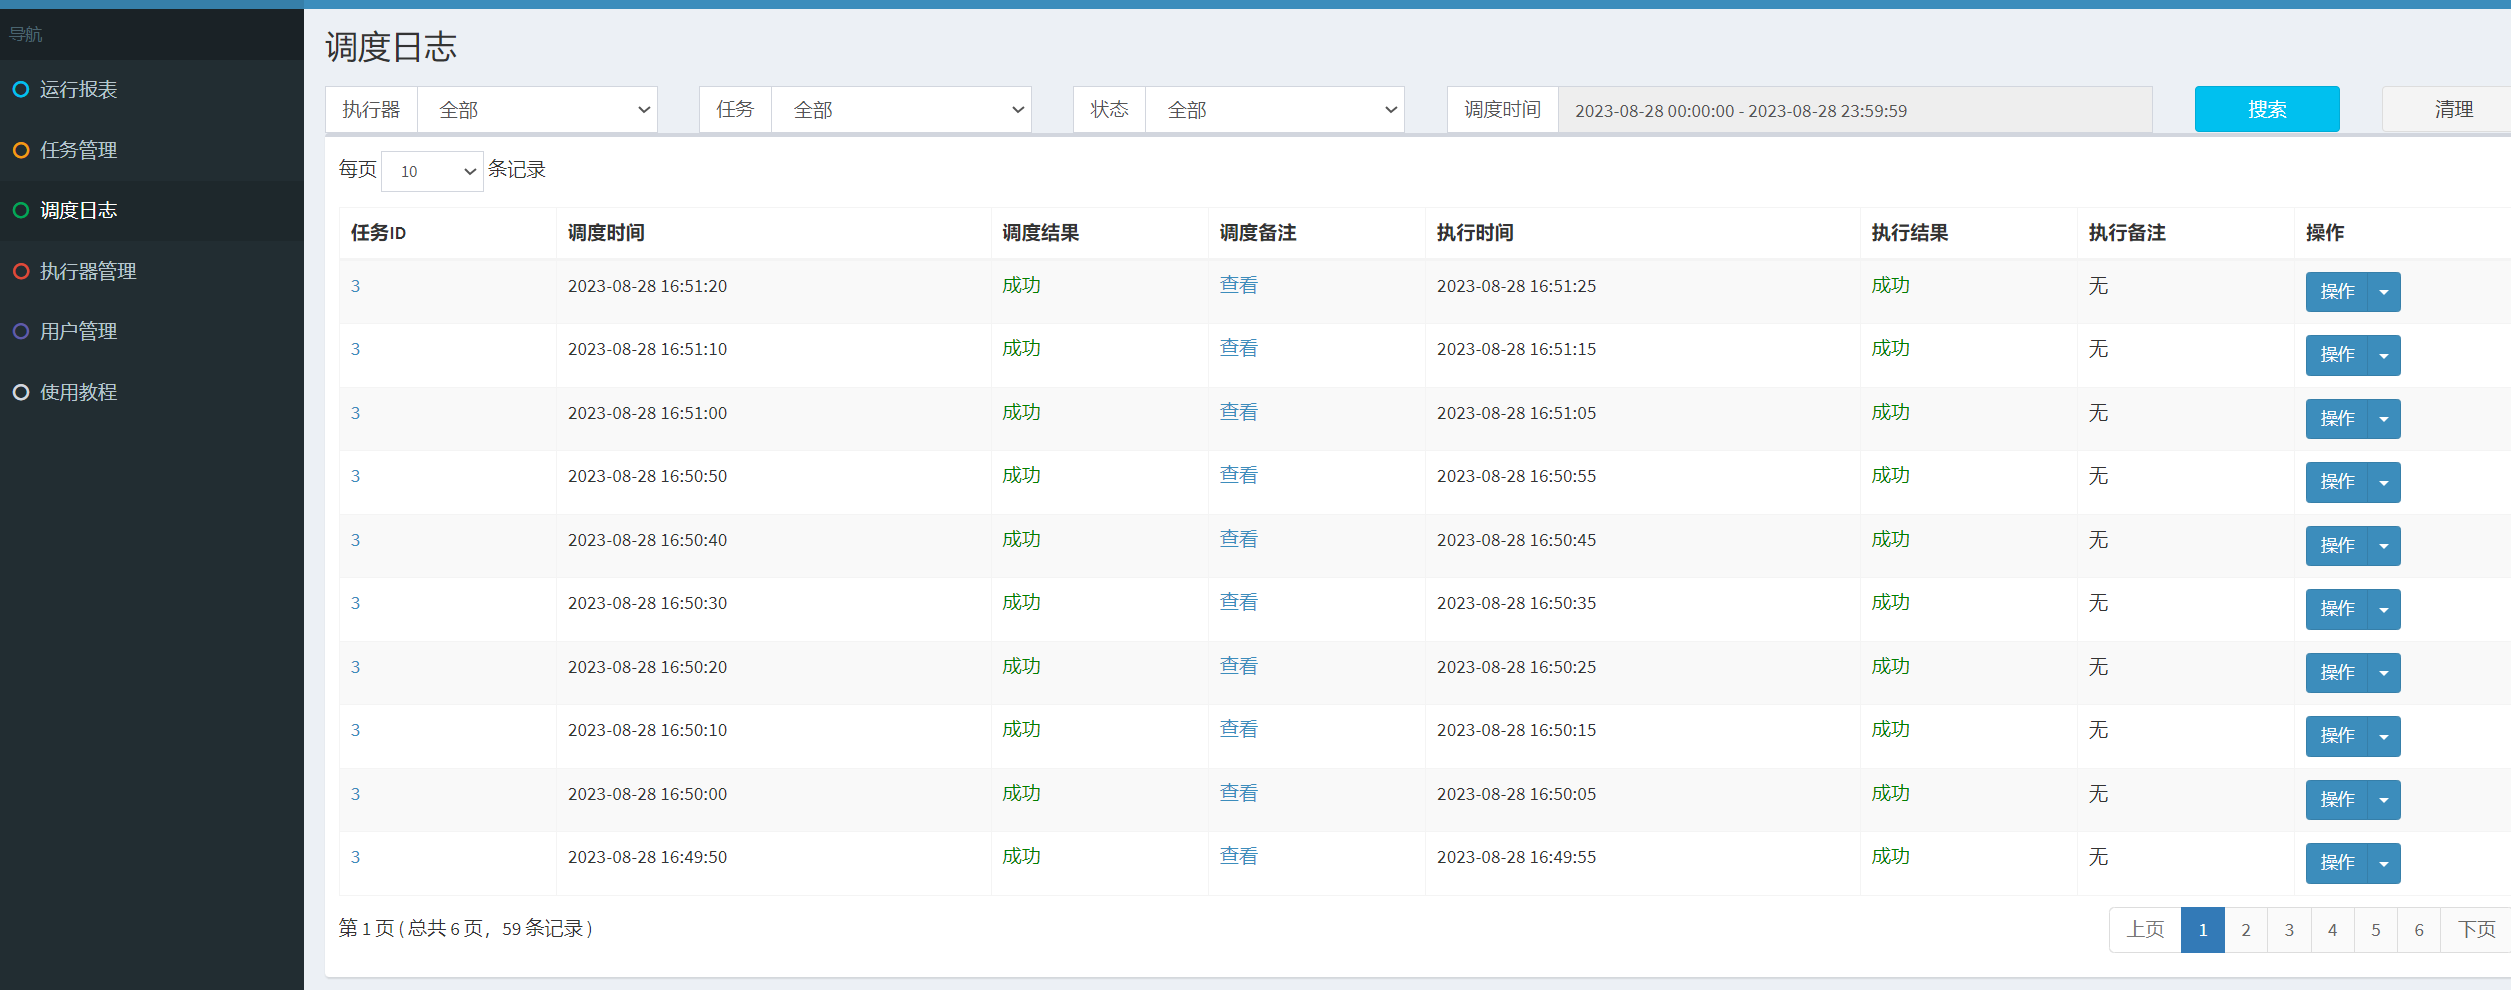 导航
运行报表
任务管理
调度日志
执行器管理
用户管理
使用教程
调度日志
执行器 全部 任务 全部 状态 全部 调度时间 2023-08-28 00:00:00 - 2023-08-28 23:59:59 搜索 清理
每页 10 条记录
任务ID 调度时间 调度结果 调度备注 执行时间 执行结果 执行备注 操作
3 2023-08-28 16:51:20 成功 查看 2023-08-28 16:51:25 成功 无 操作
3 2023-08-28 16:51:10 成功 查看 2023-08-28 16:51:15 成功 无 操作
3 2023-08-28 16:51:00 成功 查看 2023-08-28 16:51:05 成功 无 操作
3 2023-08-28 16:50:50 成功 查看 2023-08-28 16:50:55 成功 无 操作
3 2023-08-28 16:50:40 成功 查看 2023-08-28 16:50:45 成功 无 操作
3 2023-08-28 16:50:30 成功 查看 2023-08-28 16:50:35 成功 无 操作
3 2023-08-28 16:50:20 成功 查看 2023-08-28 16:50:25 成功 无 操作
3 2023-08-28 16:50:10 成功 查看 2023-08-28 16:50:15 成功 无 操作
3 2023-08-28 16:50:00 成功 查看 2023-08-28 16:50:05 成功 无 操作
3 2023-08-28 16:49:50 成功 查看 2023-08-28 16:49:55 成功 无 操作
第 1 页 ( 总共 6 页，59 条记录 )
上页 1 2 3 4 5 6 下页